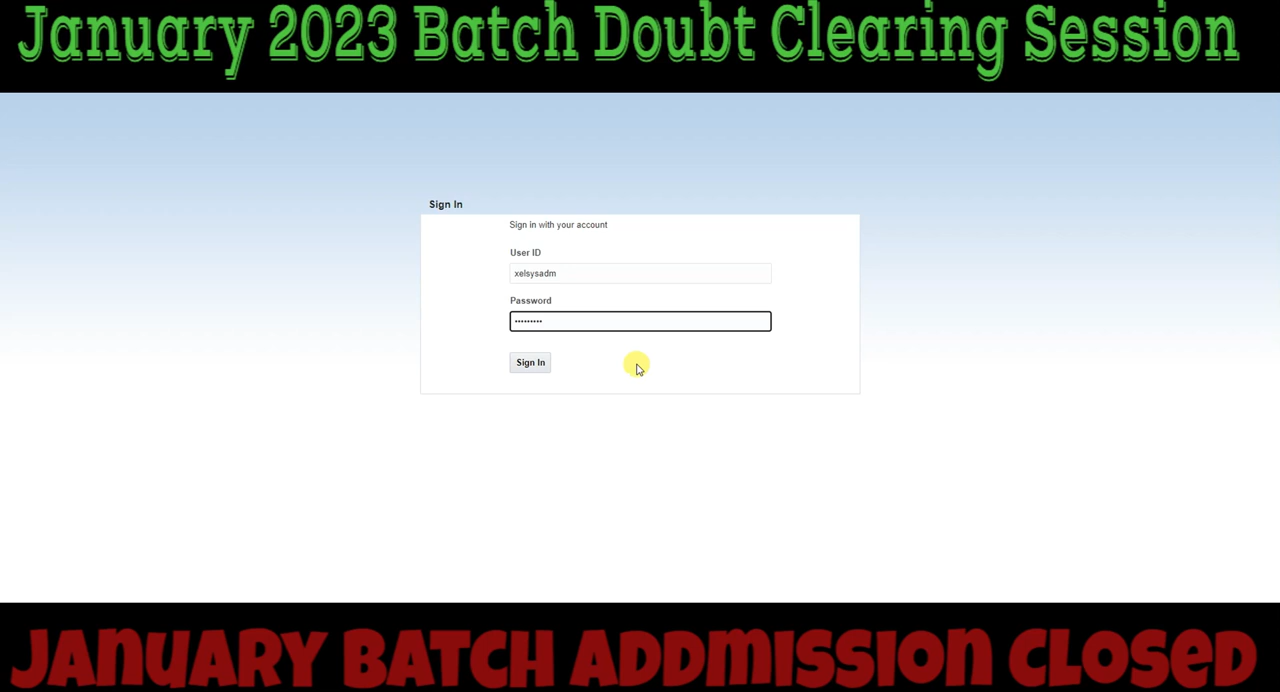 January 2023 Batch Doubt Clearing Session
Sign In
Sign in with your account
User ID
xelsysadm
Password
•••••••••
Sign In
JANUARY BATCH ADDMISSION CLOSED